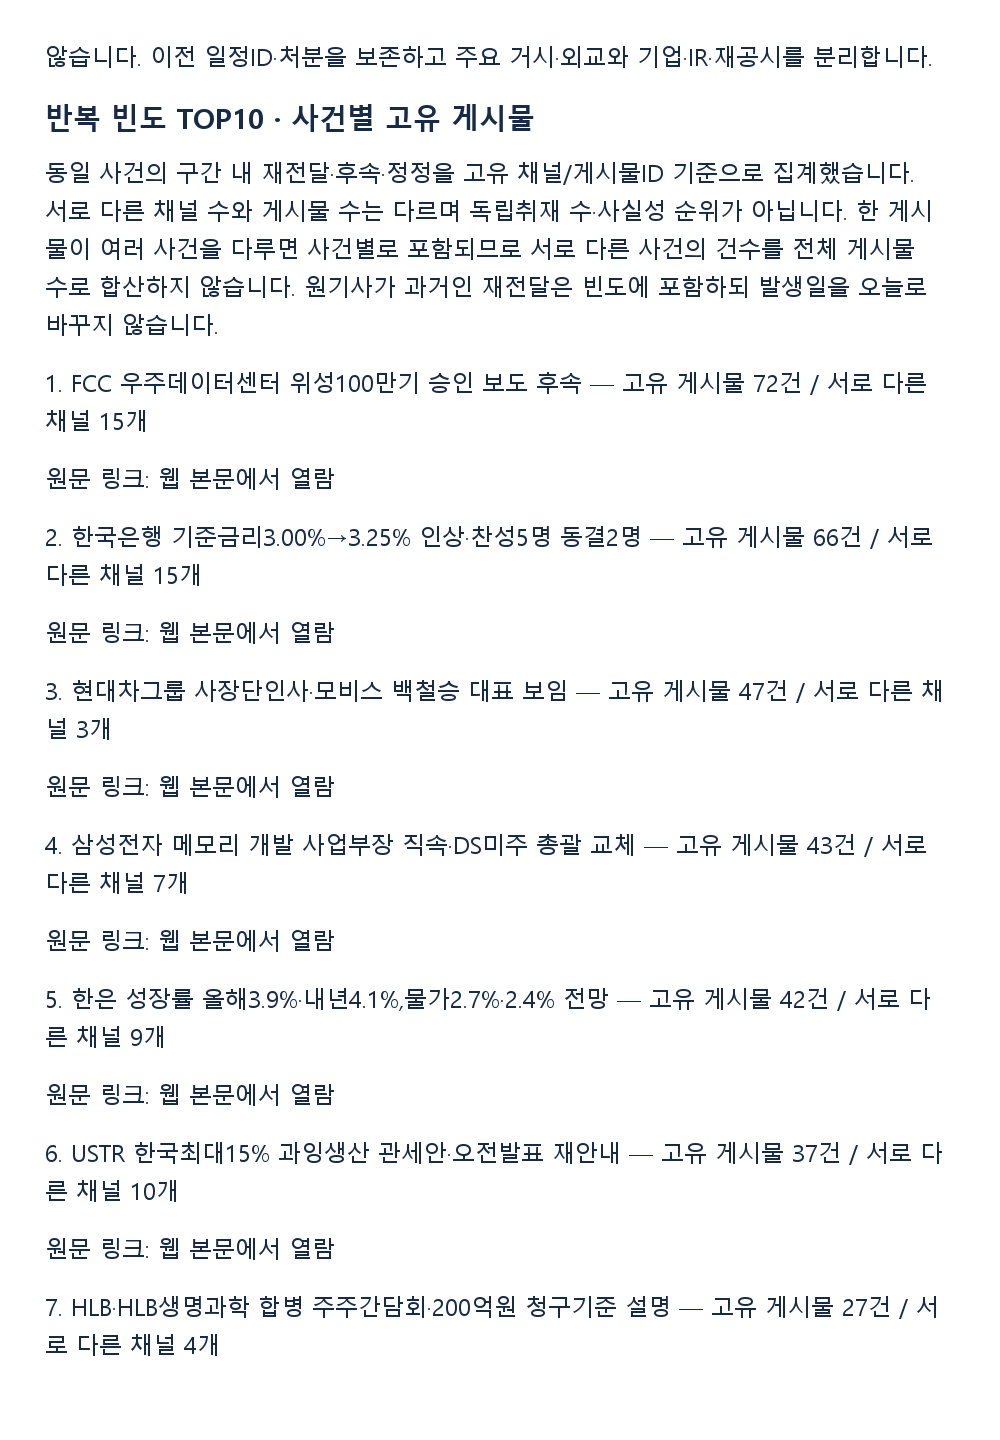 않습니다. 이전 일정ID·처분을 보존하고 주요 거시·외교와 기업·IR·재공시를 분리합니다.
반복 빈도 TOP10 · 사건별 고유 게시물
동일 사건의 구간 내 재전달·후속·정정을 고유 채널/게시물ID 기준으로 집계했습니다.
서로 다른 채널 수와 게시물 수는 다르며 독립취재 수·사실성 순위가 아닙니다. 한 게시
물이 여러 사건을 다루면 사건별로 포함되므로 서로 다른 사건의 건수를 전체 게시물
수로 합산하지 않습니다. 원기사가 과거인 재전달은 빈도에 포함하되 발생일을 오늘로
바꾸지 않습니다.
1. FCC 우주데이터센터 위성100만기 승인 보도 후속 — 고유 게시물 72건 / 서로 다른
채널 15개
원문 링크: 웹 본문에서 열람
2. 한국은행 기준금리3.00%→3.25% 인상·찬성5명 동결2명 — 고유 게시물 66건 / 서로
다른 채널 15개
원문 링크: 웹 본문에서 열람
3. 현대차그룹 사장단인사·모비스 백철승 대표 보임 — 고유 게시물 47건 / 서로 다른 채
널 3개
원문 링크: 웹 본문에서 열람
4. 삼성전자 메모리 개발 사업부장 직속·DS미주 총괄 교체 — 고유 게시물 43건 / 서로
다른 채널 7개
원문 링크: 웹 본문에서 열람
5. 한은 성장률 올해3.9%·내년4.1%,물가2.7%·2.4% 전망 — 고유 게시물 42건 / 서로 다
른 채널 9개
원문 링크: 웹 본문에서 열람
6. USTR 한국최대15% 과잉생산 관세안·오전발표 재안내 — 고유 게시물 37건 / 서로 다
른 채널 10개
원문 링크: 웹 본문에서 열람
7. HLB·HLB생명과학 합병 주주간담회·200억원 청구기준 설명 — 고유 게시물 27건 / 서
로 다른 채널 4개